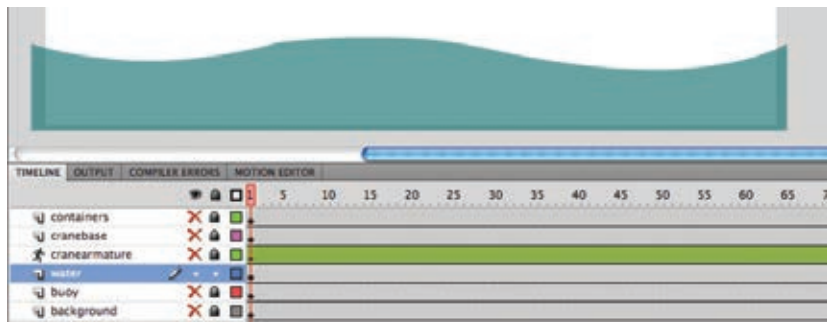 TIMELINE OUTPUT COMPILER ERRORS MOTION EDITOR
1 5 10 15 20 25 30 35 40 45 50 55 60 65 7
containers
cranebase
cranearmature
water
buoy
background